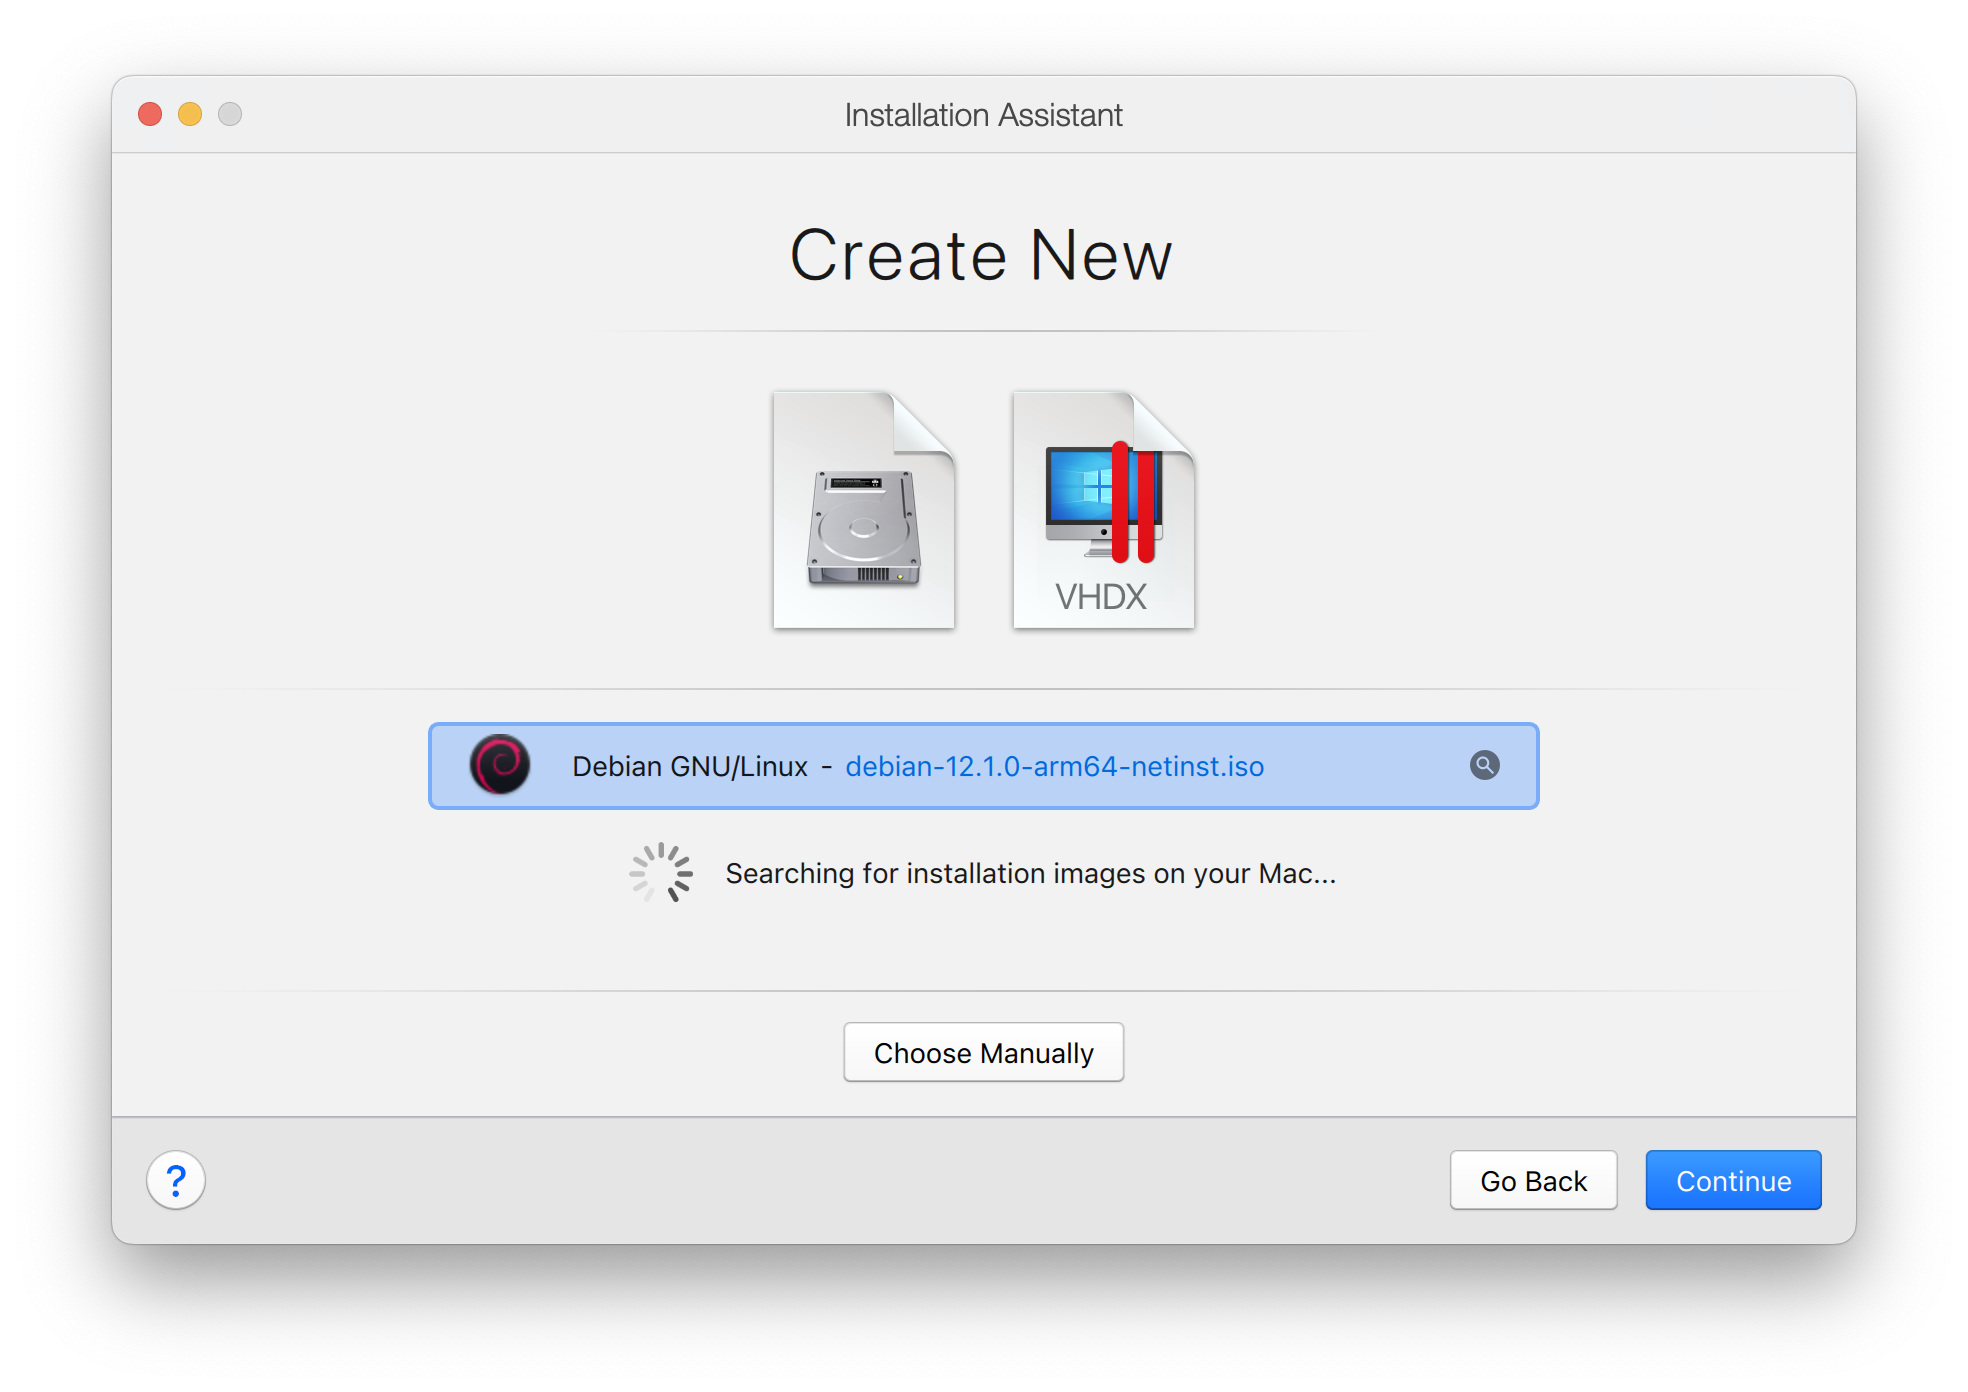 Installation Assistant
Create New
VHDX
Debian GNU/Linux - debian-12.1.0-arm64-netinst.iso
Searching for installation images on your Mac...
Choose Manually
?
Go Back
Continue